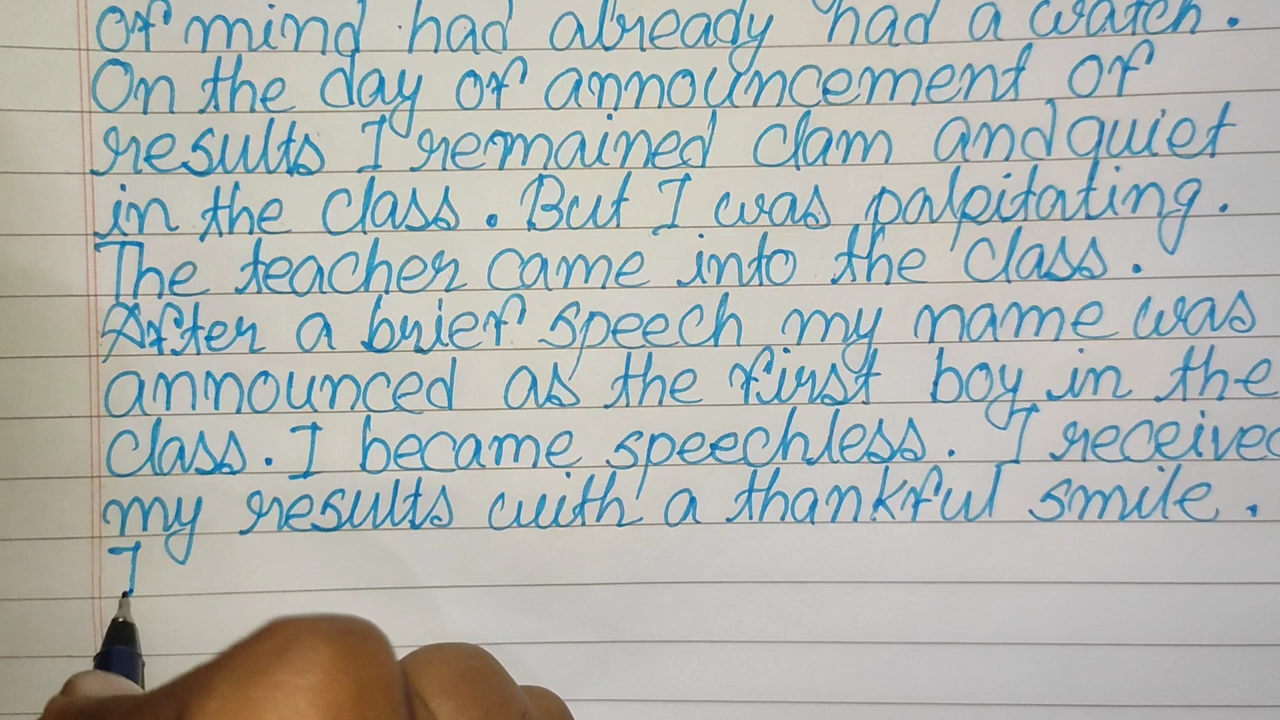 of mind had already had a watch.
On the day of announcement of
results I remained clam and quiet
in the class. But I was palpitating.
The teacher came into the class.
After a brief speech my name was
announced as the first boy in the
class. I became speechless. I received
my results with a thankful smile.
I